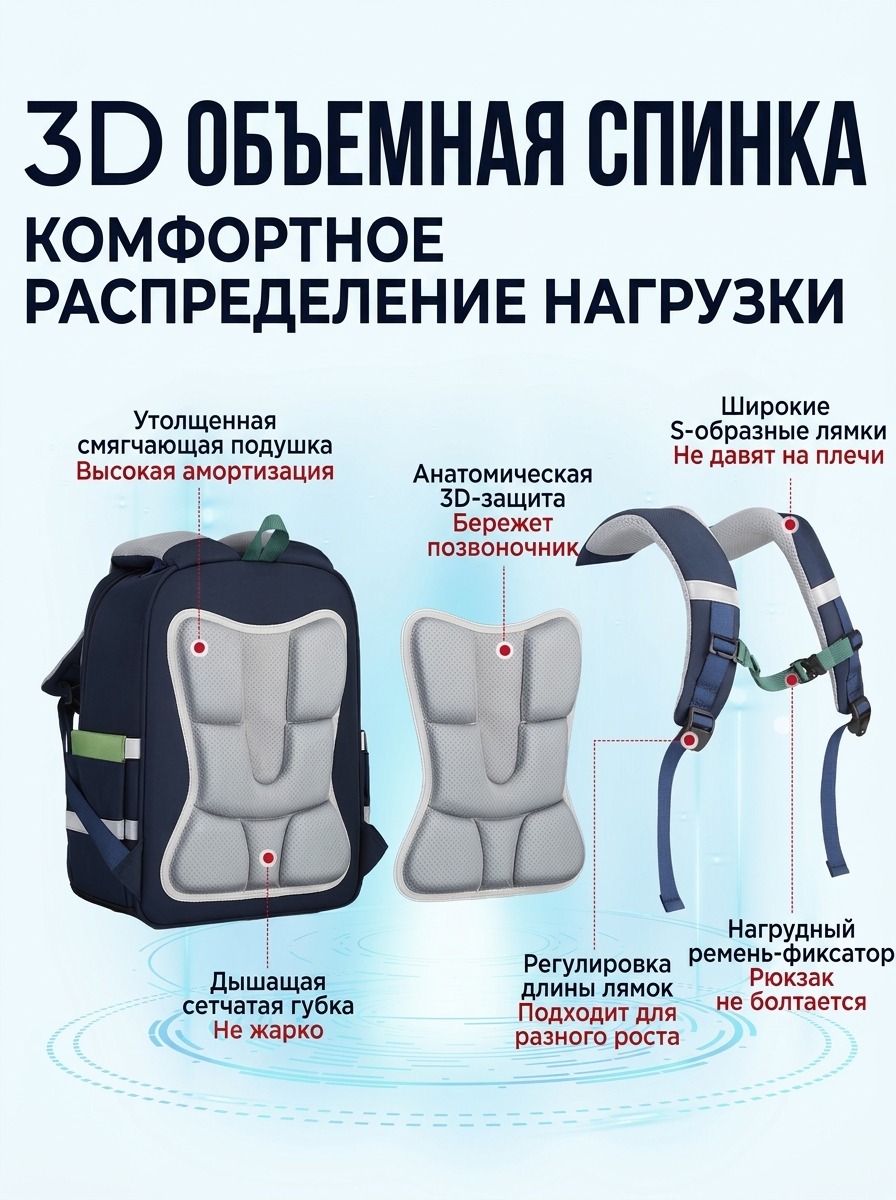 3D ОБЪЕМНАЯ СПИНКА
КОМФОРТНОЕ
РАСПРЕДЕЛЕНИЕ НАГРУЗКИ
Утолщенная
смягчающая подушка
Высокая амортизация
Анатомическая
3D-защита
Бережет
позвоночник
Широкие
S-образные лямки
Не давят на плечи
Дышащая
сетчатая губка
Не жарко
Регулировка
длины лямок
Подходит для
разного роста
Нагрудный
ремень-фиксатор
Рюкзак
не болтается